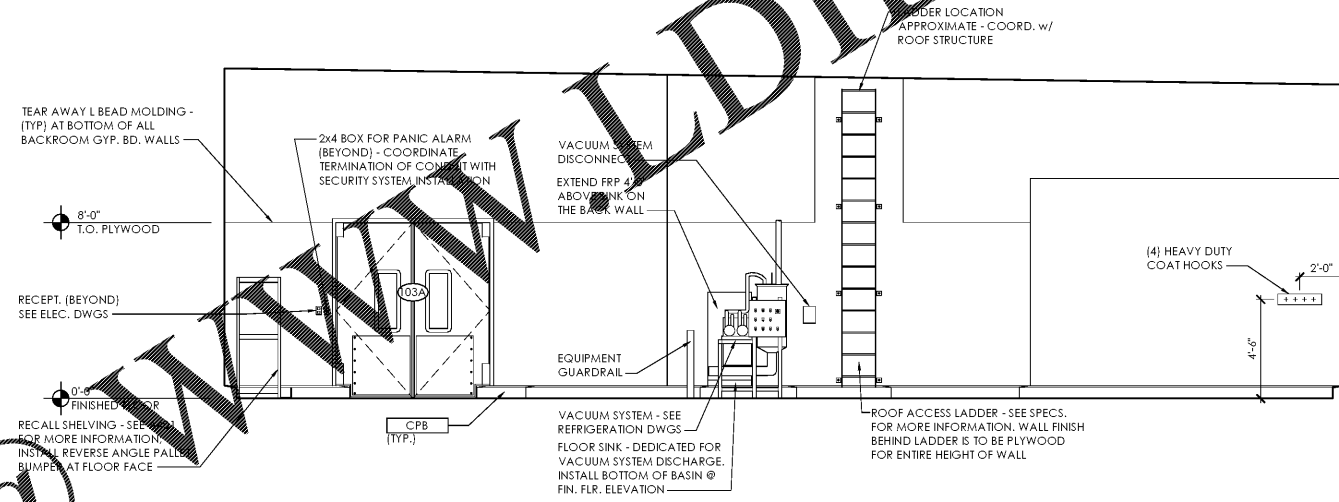 LADDER LOCATION
APPROXIMATE - COORD. w/
ROOF STRUCTURE
TEAR AWAY L BEAD MOLDING -
(TYP) AT BOTTOM OF ALL
BACKROOM GYP. BD. WALLS
2x4 BOX FOR PANIC ALARM
(BEYOND) - COORDINATE
TERMINATION OF CONDUIT WITH
SECURITY SYSTEM INSTALLATION
VACUUM SYSTEM
DISCONNECT
EXTEND FRP 4'-0"
ABOVE SINK ON
THE BACK WALL
8'-0"
T.O. PLYWOOD
(4) HEAVY DUTY
COAT HOOKS
2'-0"
RECEPT. (BEYOND)
SEE ELEC. DWGS
103A
4'-6"
EQUIPMENT
GUARDRAIL
0'-0"
FINISHED FLOOR
RECALL SHELVING - SEE
FOR MORE INFORMATION,
INSTALL REVERSE ANGLE PALLET
BUMPER AT FLOOR FACE
CPB
(TYP.)
VACUUM SYSTEM - SEE
REFRIGERATION DWGS
FLOOR SINK - DEDICATED FOR
VACUUM SYSTEM DISCHARGE.
INSTALL BOTTOM OF BASIN @
FIN. FLR. ELEVATION
ROOF ACCESS LADDER - SEE SPECS.
FOR MORE INFORMATION. WALL FINISH
BEHIND LADDER IS TO BE PLYWOOD
FOR ENTIRE HEIGHT OF WALL
@ WWW.LDI